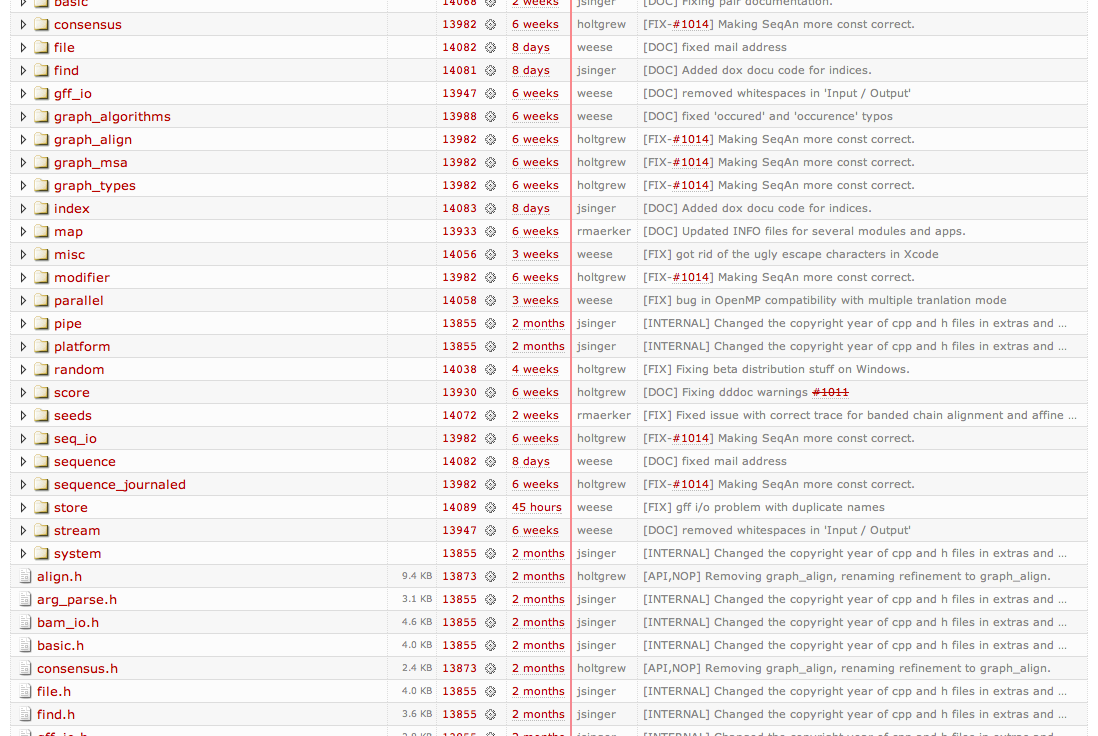 basic 14068 2 weeks jsinger [DOC] Fixing pair documentation.
consensus 13982 6 weeks holtgrew [FIX-#1014] Making SeqAn more const correct.
file 14082 8 days weese [DOC] fixed mail address
find 14081 8 days jsinger [DOC] Added dox docu code for indices.
gff_io 13947 6 weeks weese [DOC] removed whitespaces in 'Input / Output'
graph_algorithms 13988 6 weeks weese [DOC] fixed 'occured' and 'occurence' typos
graph_align 13982 6 weeks holtgrew [FIX-#1014] Making SeqAn more const correct.
graph_msa 13982 6 weeks holtgrew [FIX-#1014] Making SeqAn more const correct.
graph_types 13982 6 weeks holtgrew [FIX-#1014] Making SeqAn more const correct.
index 14083 8 days jsinger [DOC] Added dox docu code for indices.
map 13933 6 weeks rmaerker [DOC] Updated INFO files for several modules and apps.
misc 14056 3 weeks weese [FIX] got rid of the ugly escape characters in Xcode
modifier 13982 6 weeks holtgrew [FIX-#1014] Making SeqAn more const correct.
parallel 14058 3 weeks weese [FIX] bug in OpenMP compatibility with multiple tranlation mode
pipe 13855 2 months jsinger [INTERNAL] Changed the copyright year of cpp and h files in extras and ...
platform 13855 2 months jsinger [INTERNAL] Changed the copyright year of cpp and h files in extras and ...
random 14038 4 weeks holtgrew [FIX] Fixing beta distribution stuff on Windows.
score 13930 6 weeks holtgrew [DOC] Fixing dddoc warnings #1011
seeds 14072 2 weeks rmaerker [FIX] Fixed issue with correct trace for banded chain alignment and affine ...
seq_io 13982 6 weeks holtgrew [FIX-#1014] Making SeqAn more const correct.
sequence 14082 8 days weese [DOC] fixed mail address
sequence_journaled 13982 6 weeks holtgrew [FIX-#1014] Making SeqAn more const correct.
store 14089 45 hours weese [FIX] gff i/o problem with duplicate names
stream 13947 6 weeks weese [DOC] removed whitespaces in 'Input / Output'
system 13855 2 months jsinger [INTERNAL] Changed the copyright year of cpp and h files in extras and ...
align.h 9.4 KB 13873 2 months holtgrew [API,NOP] Removing graph_align, renaming refinement to graph_align.
arg_parse.h 3.1 KB 13855 2 months jsinger [INTERNAL] Changed the copyright year of cpp and h files in extras and ...
bam_io.h 4.6 KB 13855 2 months jsinger [INTERNAL] Changed the copyright year of cpp and h files in extras and ...
basic.h 4.0 KB 13855 2 months jsinger [INTERNAL] Changed the copyright year of cpp and h files in extras and ...
consensus.h 2.4 KB 13873 2 months holtgrew [API,NOP] Removing graph_align, renaming refinement to graph_align.
file.h 4.0 KB 13855 2 months jsinger [INTERNAL] Changed the copyright year of cpp and h files in extras and ...
find.h 3.6 KB 13855 2 months jsinger [INTERNAL] Changed the copyright year of cpp and h files in extras and ...